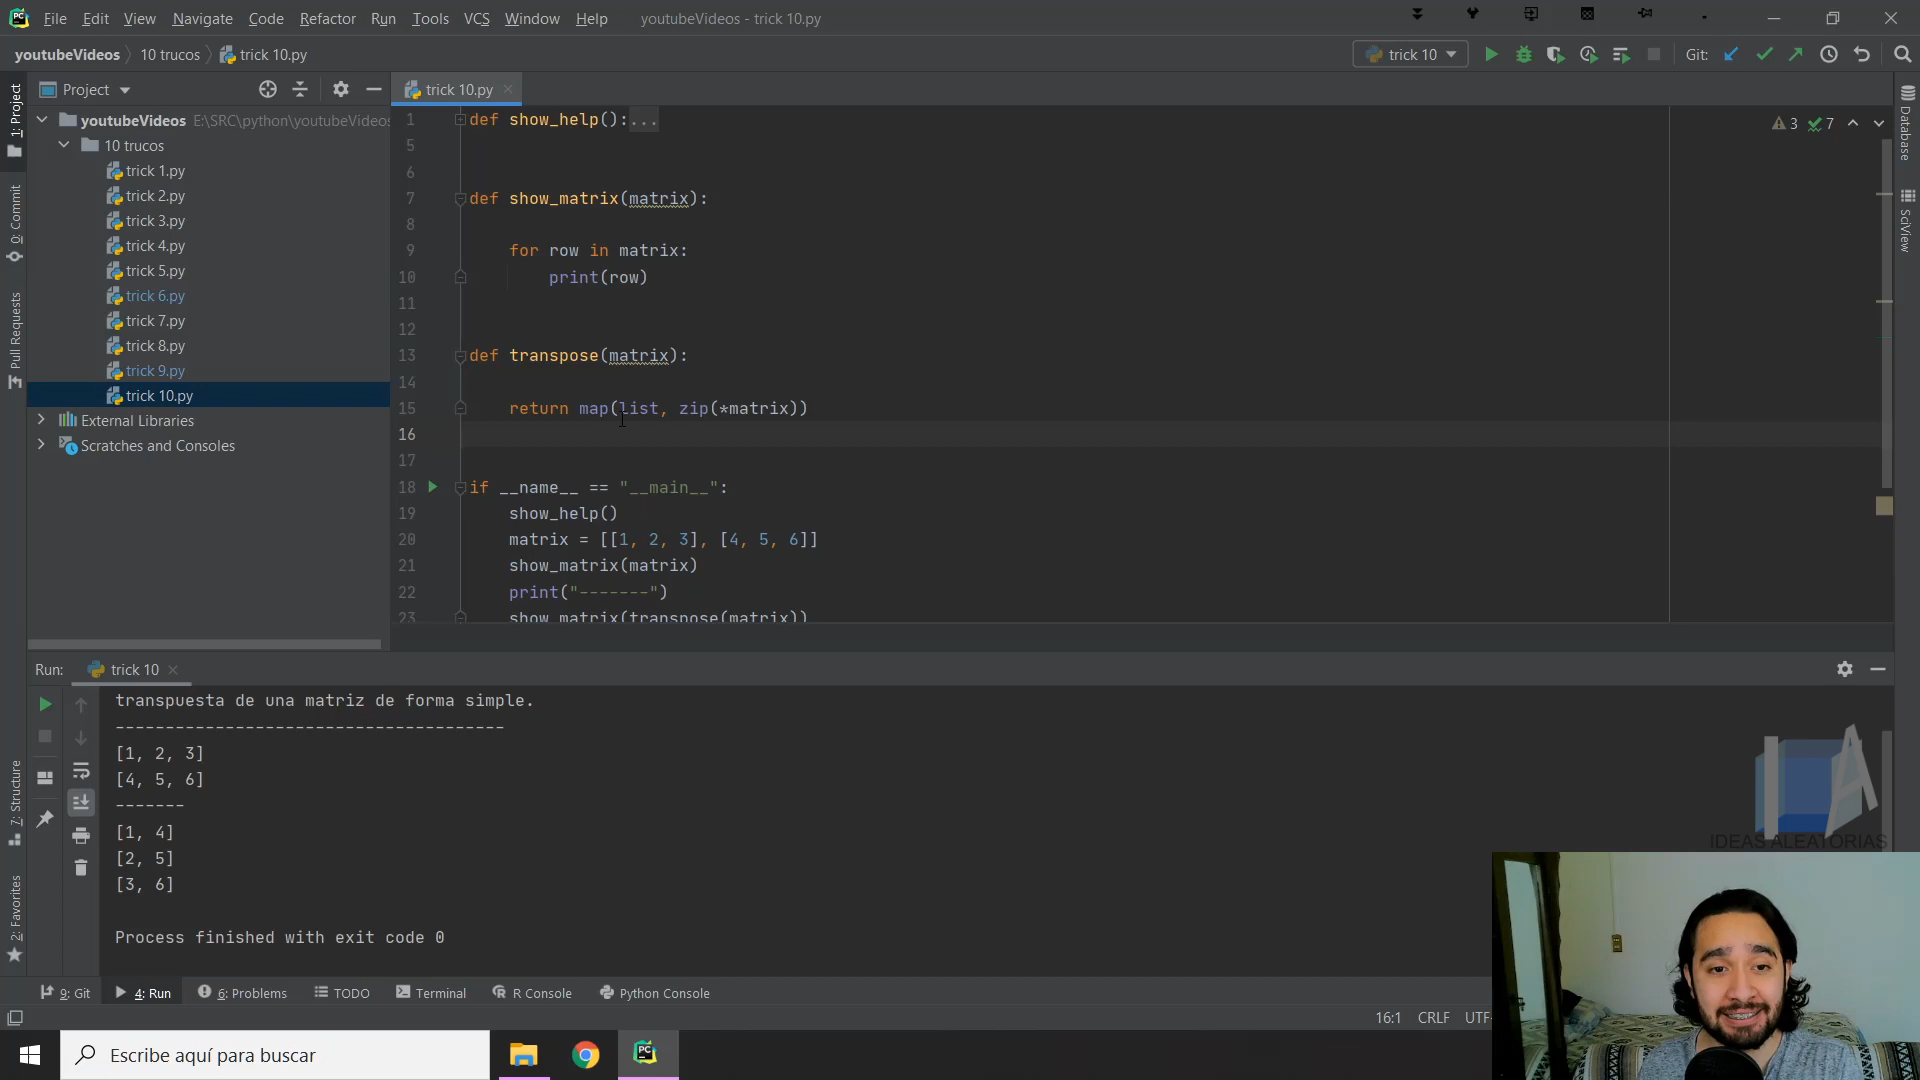 File Edit View Navigate Code Refactor Run Tools VCS Window Help youtubeVideos - trick 10.py
youtubeVideos 10 trucos trick 10.py
trick 10
Git:
Project
trick 10.py
1: Project
0: Commit
Pull Requests
7: Structure
2: Favorites
youtubeVideos E:\SRC\python\youtubeVideos
10 trucos
trick 1.py
trick 2.py
trick 3.py
trick 4.py
trick 5.py
trick 6.py
trick 7.py
trick 8.py
trick 9.py
trick 10.py
External Libraries
Scratches and Consoles
1 def show_help():...
5
6
7 def show_matrix(matrix):
8
9 for row in matrix:
10 print(row)
11
12
13 def transpose(matrix):
14
15 return map(list, zip(*matrix))
16
17
18 if __name__ == "__main__":
19 show_help()
20 matrix = [[1, 2, 3], [4, 5, 6]]
21 show_matrix(matrix)
22 print("-------")
23 show_matrix(transpose(matrix))
3 7
Database
SciView
Run: trick 10
transpuesta de una matriz de forma simple.
---------------------------------------
[1, 2, 3]
[4, 5, 6]
-------
[1, 4]
[2, 5]
[3, 6]
Process finished with exit code 0
IA
IDEAS ALEATORIAS
9: Git 4: Run 6: Problems TODO Terminal R Console Python Console
16:1 CRLF UTF-
Escribe aquí para buscar